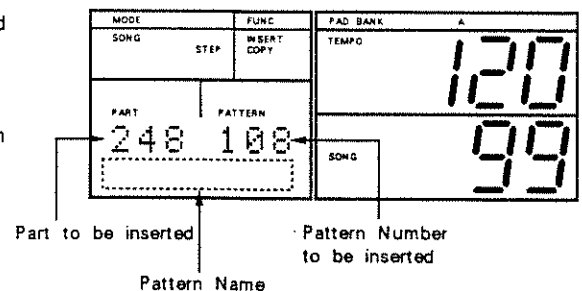 MODE FUNC
SONG STEP INSERT COPY
PART PATTERN
248 108
PAD BANK A
TEMPO 120
SONG 99
Part to be inserted
Pattern Number to be inserted
Pattern Name